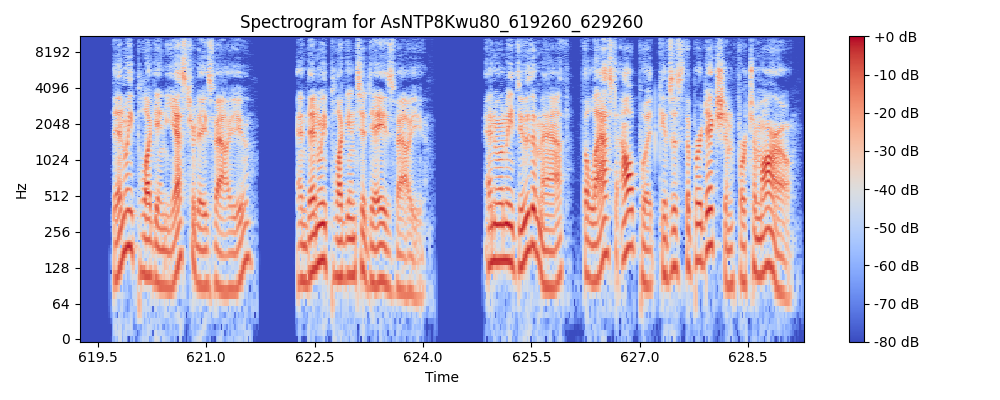 Spectrogram for AsNTP8Kwu80_619260_629260
8192
4096
2048
1024
512
256
128
64
0
Hz
619.5 621.0 622.5 624.0 625.5 627.0 628.5
Time
+0 dB
-10 dB
-20 dB
-30 dB
-40 dB
-50 dB
-60 dB
-70 dB
-80 dB